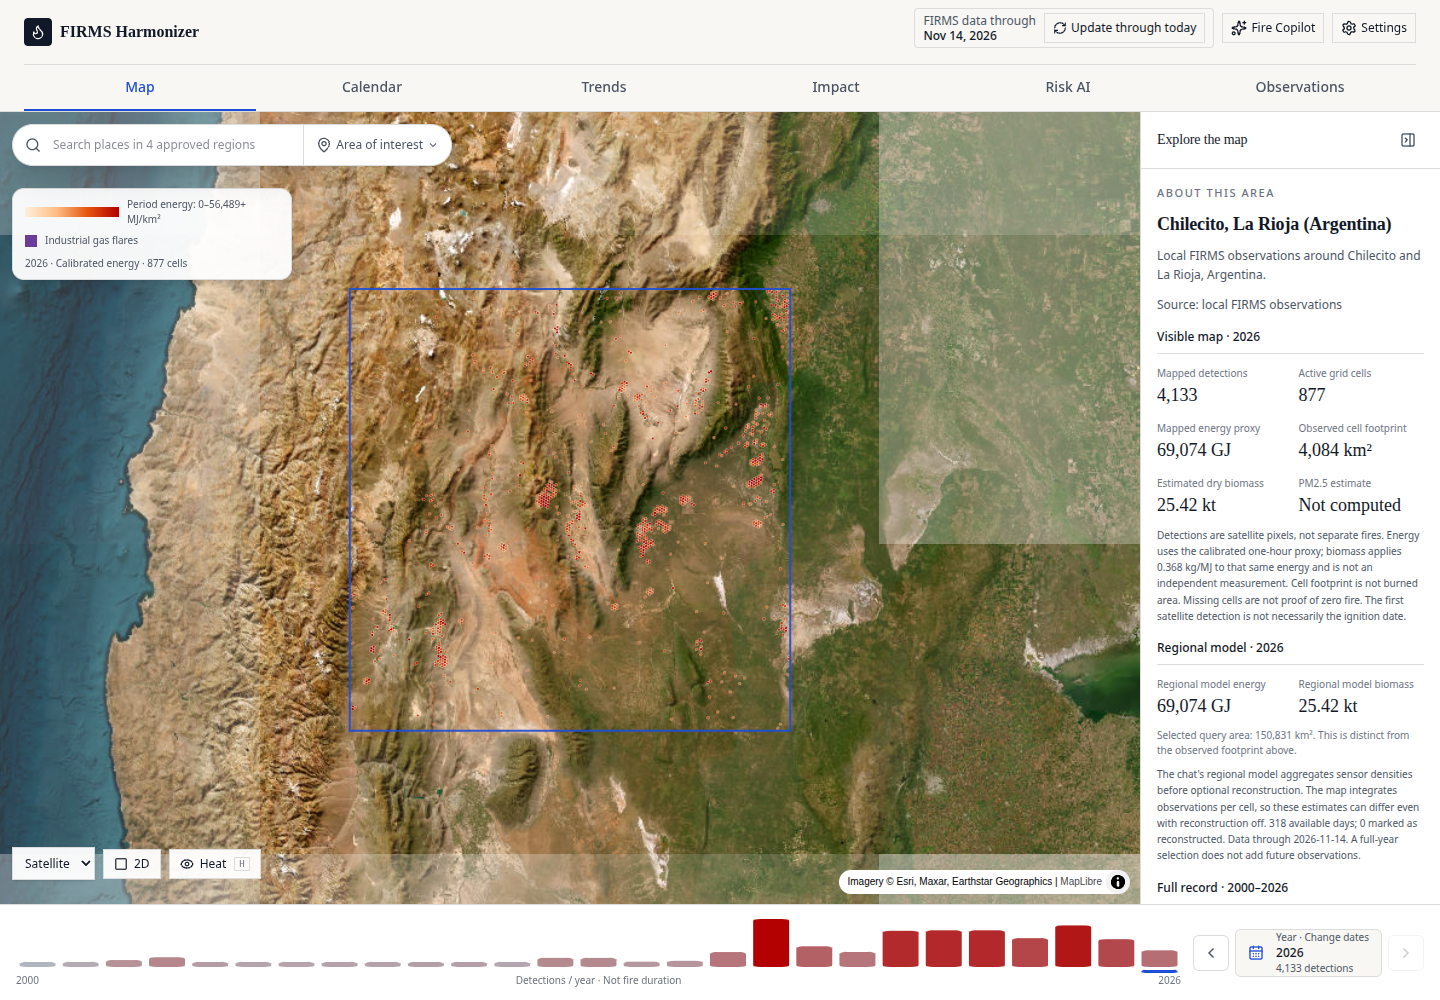 FIRMS Harmonizer
FIRMS data through
Nov 14, 2026
Update through today
Fire Copilot
Settings
Map
Calendar
Trends
Impact
Risk AI
Observations
Search places in 4 approved regions
Area of interest
Period energy: 0–56,489+
MJ/km²
Industrial gas flares
2026 · Calibrated energy · 877 cells
Satellite
2D
Heat
H
Imagery © Esri, Maxar, Earthstar Geographics | MapLibre
Explore the map
ABOUT THIS AREA
Chilecito, La Rioja (Argentina)
Local FIRMS observations around Chilecito and
La Rioja, Argentina.
Source: local FIRMS observations
Visible map · 2026
Mapped detections
4,133
Active grid cells
877
Mapped energy proxy
69,074 GJ
Observed cell footprint
4,084 km²
Estimated dry biomass
25.42 kt
PM2.5 estimate
Not computed
Detections are satellite pixels, not separate fires. Energy
uses the calibrated one-hour proxy; biomass applies
0.368 kg/MJ to that same energy and is not an
independent measurement. Cell footprint is not burned
area. Missing cells are not proof of zero fire. The first
satellite detection is not necessarily the ignition date.
Regional model · 2026
Regional model energy
69,074 GJ
Regional model biomass
25.42 kt
Selected query area: 150,831 km². This is distinct from
the observed footprint above.
The chat's regional model aggregates sensor densities
before optional reconstruction. The map integrates
observations per cell, so these estimates can differ even
with reconstruction off. 318 available days; 0 marked as
reconstructed. Data through 2026-11-14. A full-year
selection does not add future observations.
Full record · 2000–2026
2000
Detections / year · Not fire duration
2026
Year · Change dates
2026
4,133 detections